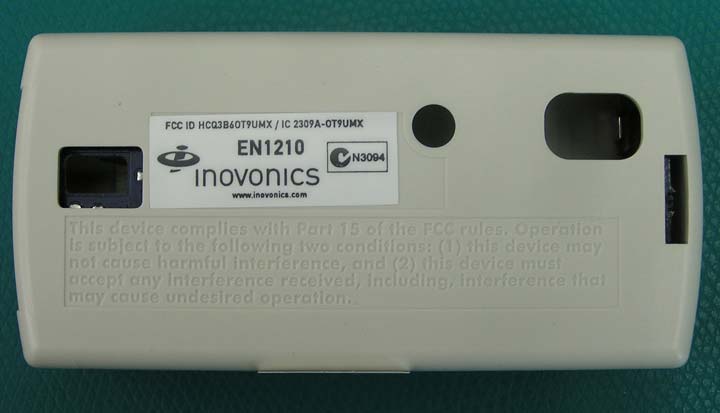 FCC ID HCQ3B6OT9UMX / IC 2309A-OT9UMX
EN1210
N3094
inovonics
www.inovonics.com
This device complies with Part 15 of the FCC rules. Operation
is subject to the following two conditions: (1) this device may
not cause harmful interference, and (2) this device must
accept any interference received, including, interference that
may cause undesired operation.